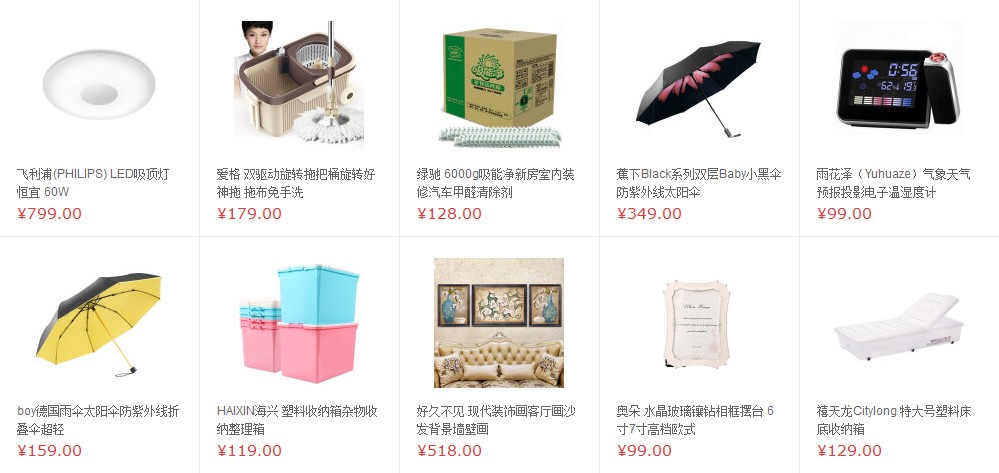 飞利浦(PHILIPS) LED吸顶灯
恒宜 60W
¥799.00
爱格 双驱动旋转拖把桶旋转好
神拖 拖布免手洗
¥179.00
绿驰 6000g吸能净新房室内装
修汽车甲醛清除剂
¥128.00
蕉下Black系列双层Baby小黑伞
防紫外线太阳伞
¥349.00
0:56
雨花泽（Yuhuaze）气象天气
预报投影电子温湿度计
¥99.00
boy德国雨伞太阳伞防紫外线折
叠伞超轻
¥159.00
HAIXIN海兴 塑料收纳箱杂物收
纳整理箱
¥119.00
好久不见 现代装饰画客厅画沙
发背景墙壁画
¥518.00
奥朵 水晶玻璃镶钻相框摆台 6
寸7寸高档欧式
¥99.00
禧天龙Citylong 特大号塑料床
底收纳箱
¥129.00